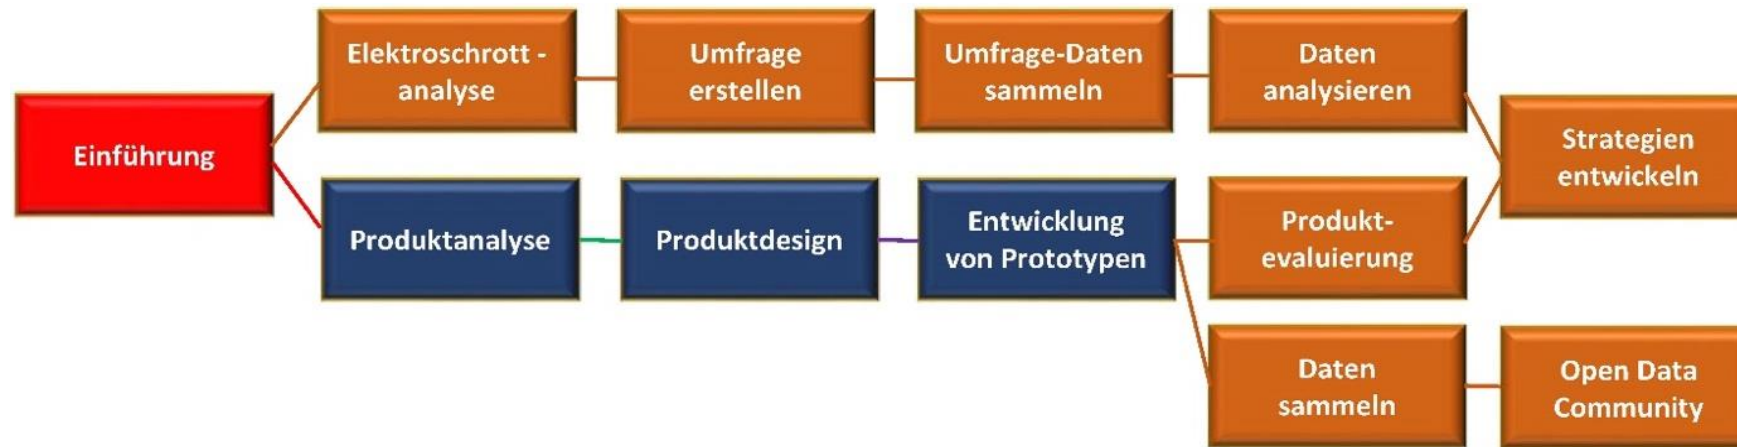 Einführung
Elektroschrott -
analyse
Umfrage
erstellen
Umfrage-Daten
sammeln
Daten
analysieren
Strategien
entwickeln
Produktanalyse
Produktdesign
Entwicklung
von Prototypen
Produkt-
evaluierung
Daten
sammeln
Open Data
Community